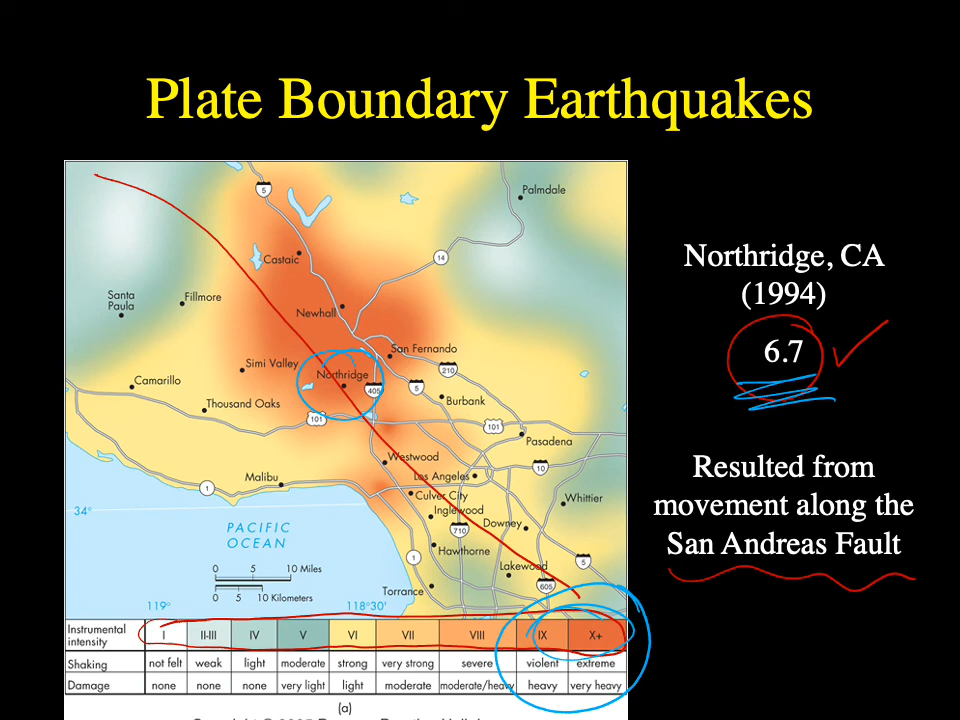 Plate Boundary Earthquakes
5
Palmdale
14
Castaic
Santa
Paula
Fillmore
Newhall
San Fernando
Simi Valley
210
Northridge
Camarillo
405
5
Thousand Oaks
Burbank
101
101
Pasadena
Westwood
10
Malibu
Los Angeles
1
Culver City
Whittier
34°
Inglewood
PACIFIC
OCEAN
710
Downey
Hawthorne
1
5
0 5 10 Miles
Lakewood
605
0 5 10 Kilometers
Torrance
119°
118°30'
Instrumental
intensity
I II-III IV V VI VII VIII IX X+
Shaking not felt weak light moderate strong very strong severe violent extreme
Damage none none none very light light moderate moderate/heavy heavy very heavy
(a)
Northridge, CA
(1994)
6.7
Resulted from
movement along the
San Andreas Fault